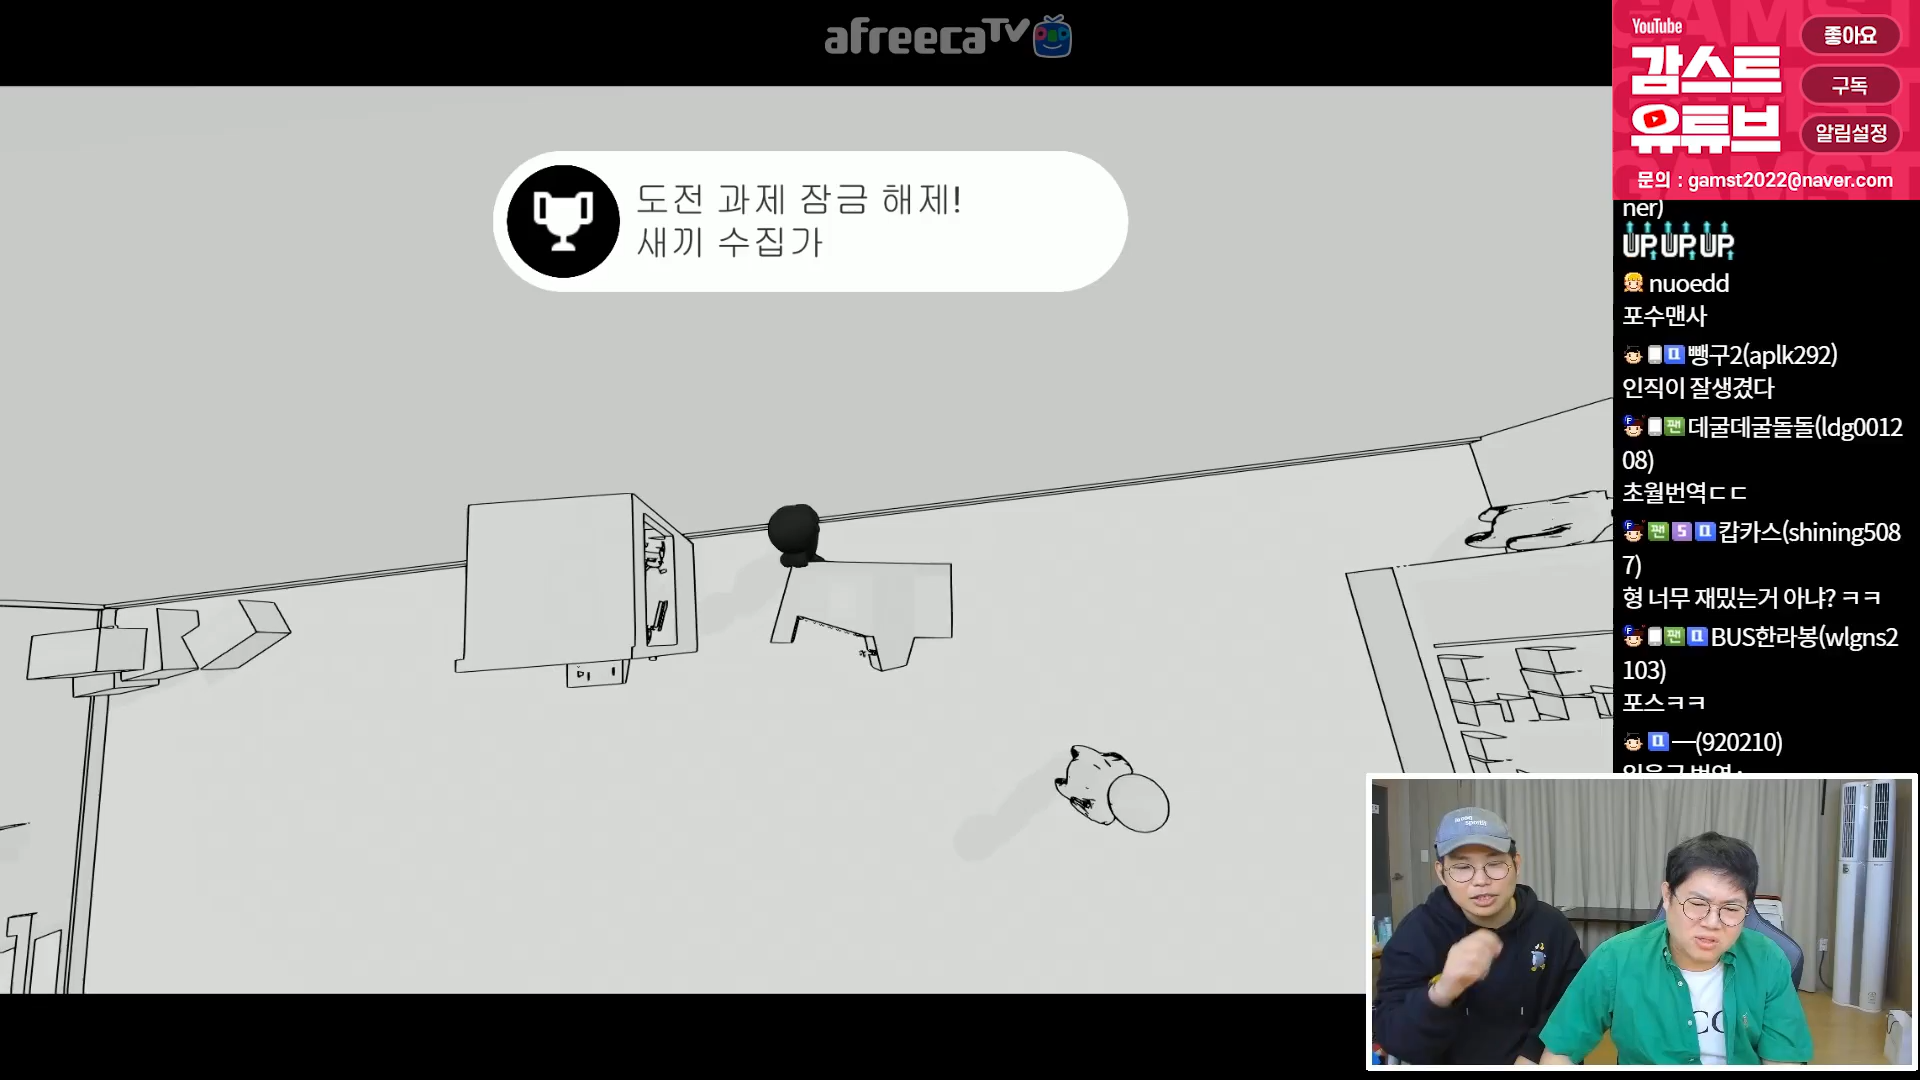 afreecaTV
도전 과제 잠금 해제!
새끼 수집가
YouTube
감스트
유튜브
좋아요
구독
알림설정
문의 : gamst2022@naver.com
ner)
UP UP UP
nuoedd
포수맨사
뺑구2(aplk292)
인직이 잘생겼다
팬 데굴데굴돌돌(ldg0012
08)
초월번역ㄷㄷ
팬 S 캅카스(shining508
7)
형 너무 재밌는거 아냐? ㅋㅋ
팬 BUS한라봉(wlgns2
103)
포스ㅋㅋ
—(920210)